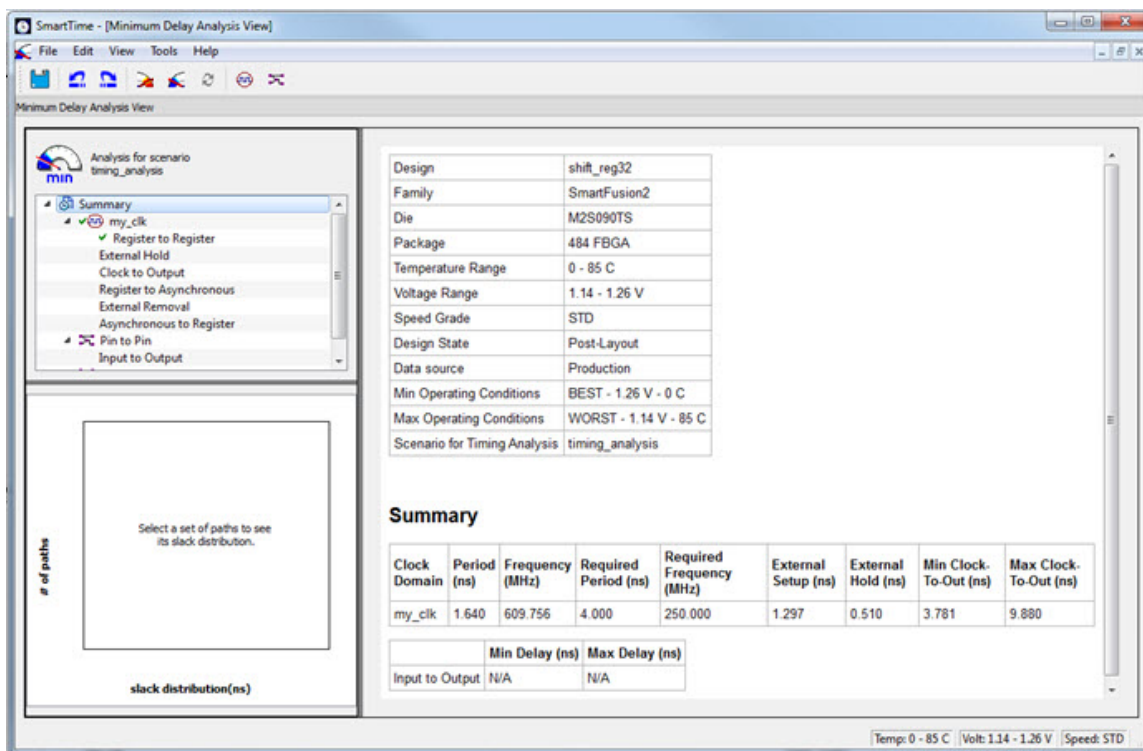 SmartTime - [Minimum Delay Analysis View]
File Edit View Tools Help
Minimum Delay Analysis View
Analysis for scenario
timing_analysis
min
Summary
my_clk
Register to Register
External Hold
Clock to Output
Register to Asynchronous
External Removal
Asynchronous to Register
Pin to Pin
Input to Output
# of paths
Select a set of paths to see
its slack distribution.
slack distribution(ns)
Design shift_reg32
Family SmartFusion2
Die M2S090TS
Package 484 FBGA
Temperature Range 0 - 85 C
Voltage Range 1.14 - 1.26 V
Speed Grade STD
Design State Post-Layout
Data source Production
Min Operating Conditions BEST - 1.26 V - 0 C
Max Operating Conditions WORST - 1.14 V - 85 C
Scenario for Timing Analysis timing_analysis
Summary
Clock Domain Period (ns) Frequency (MHz) Required Period (ns) Required Frequency (MHz) External Setup (ns) External Hold (ns) Min Clock-To-Out (ns) Max Clock-To-Out (ns)
my_clk 1.640 609.756 4.000 250.000 1.297 0.510 3.781 9.880
Min Delay (ns) Max Delay (ns)
Input to Output N/A N/A
Temp: 0 - 85 C Volt: 1.14 - 1.26 V Speed: STD